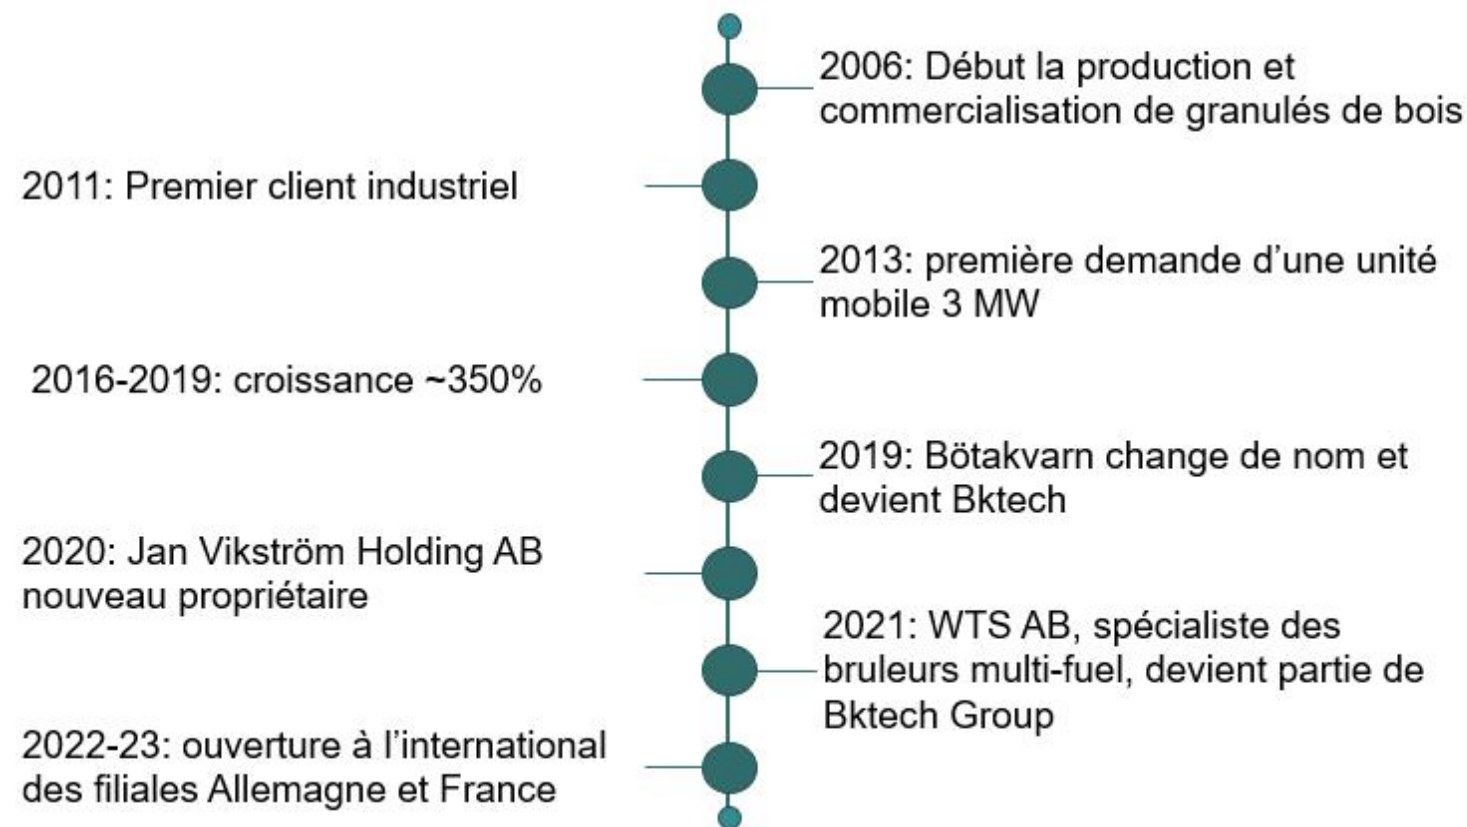 2006: Début la production et
commercialisation de granulés de bois
2011: Premier client industriel
2013: première demande d’une unité
mobile 3 MW
2016-2019: croissance ~350%
2019: Bötakvarn change de nom et
devient Bktech
2020: Jan Vikström Holding AB
nouveau propriétaire
2021: WTS AB, spécialiste des
bruleurs multi-fuel, devient partie de
Bktech Group
2022-23: ouverture à l’international
des filiales Allemagne et France